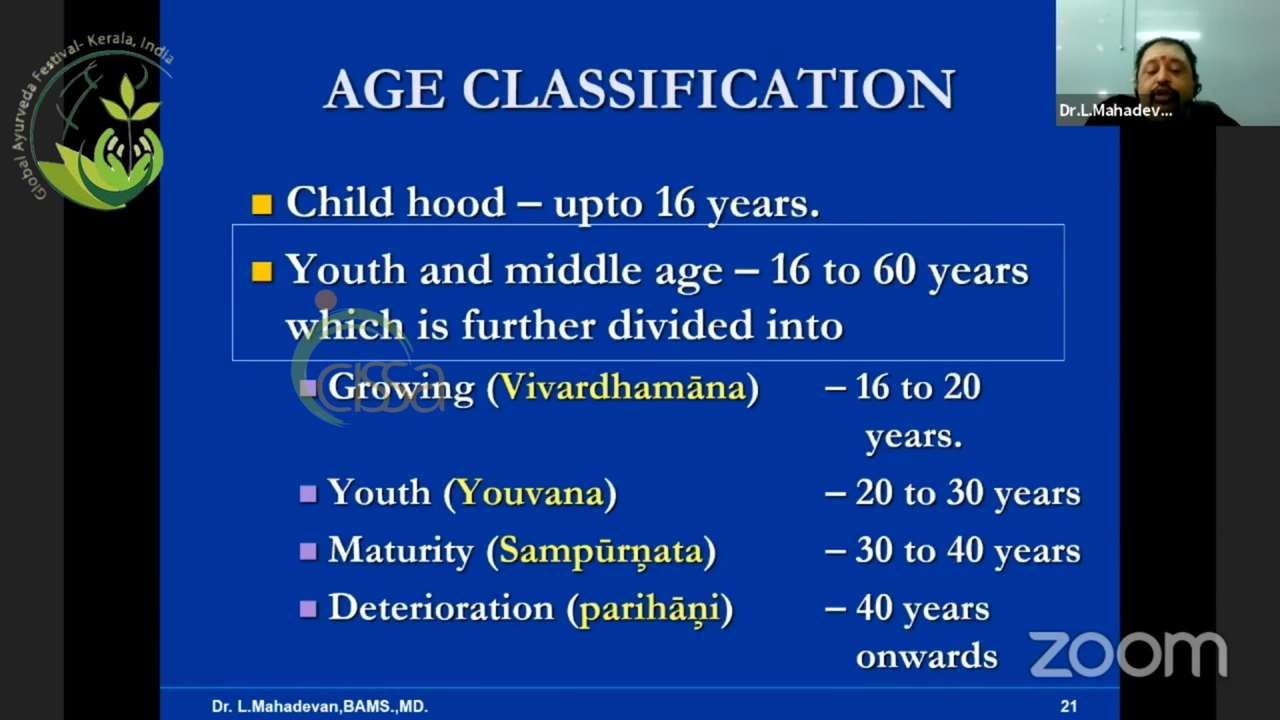 Global Ayurveda Festival- Kerala, India
Dr.L.Mahadev...
AGE CLASSIFICATION
Child hood – upto 16 years.
Youth and middle age – 16 to 60 years
which is further divided into
cissa
Growing (Vivardhamāna) – 16 to 20
years.
Youth (Youvana) – 20 to 30 years
Maturity (Sampūrṇata) – 30 to 40 years
Deterioration (parihāṇi) – 40 years
onwards
zoom
Dr. L.Mahadevan,BAMS.,MD. 21